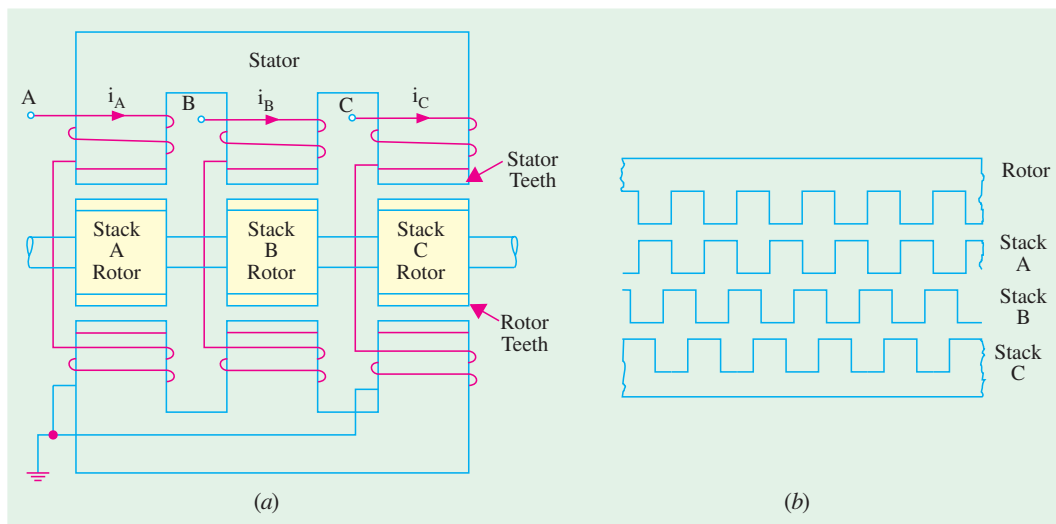 Stator
A
i_A
B
i_B
C
i_C
Stator
Teeth
Stack
A
Rotor
Stack
B
Rotor
Stack
C
Rotor
Rotor
Teeth
(a)
Rotor
Stack
A
Stack
B
Stack
C
(b)